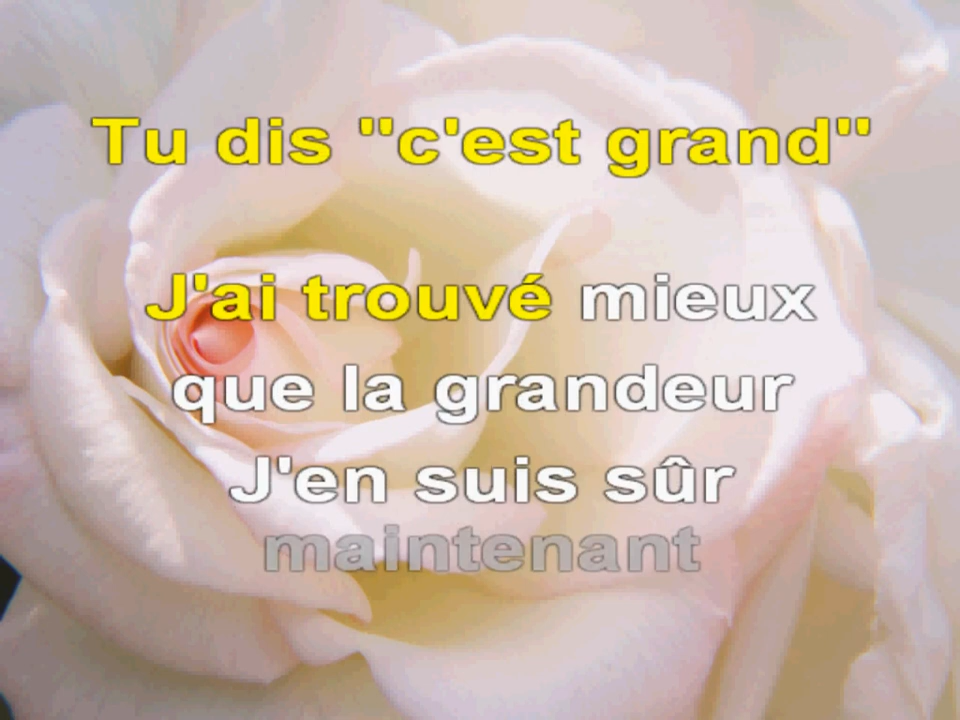 Tu dis "c'est grand"
J'ai trouvé mieux
que la grandeur
J'en suis sûr
maintenant